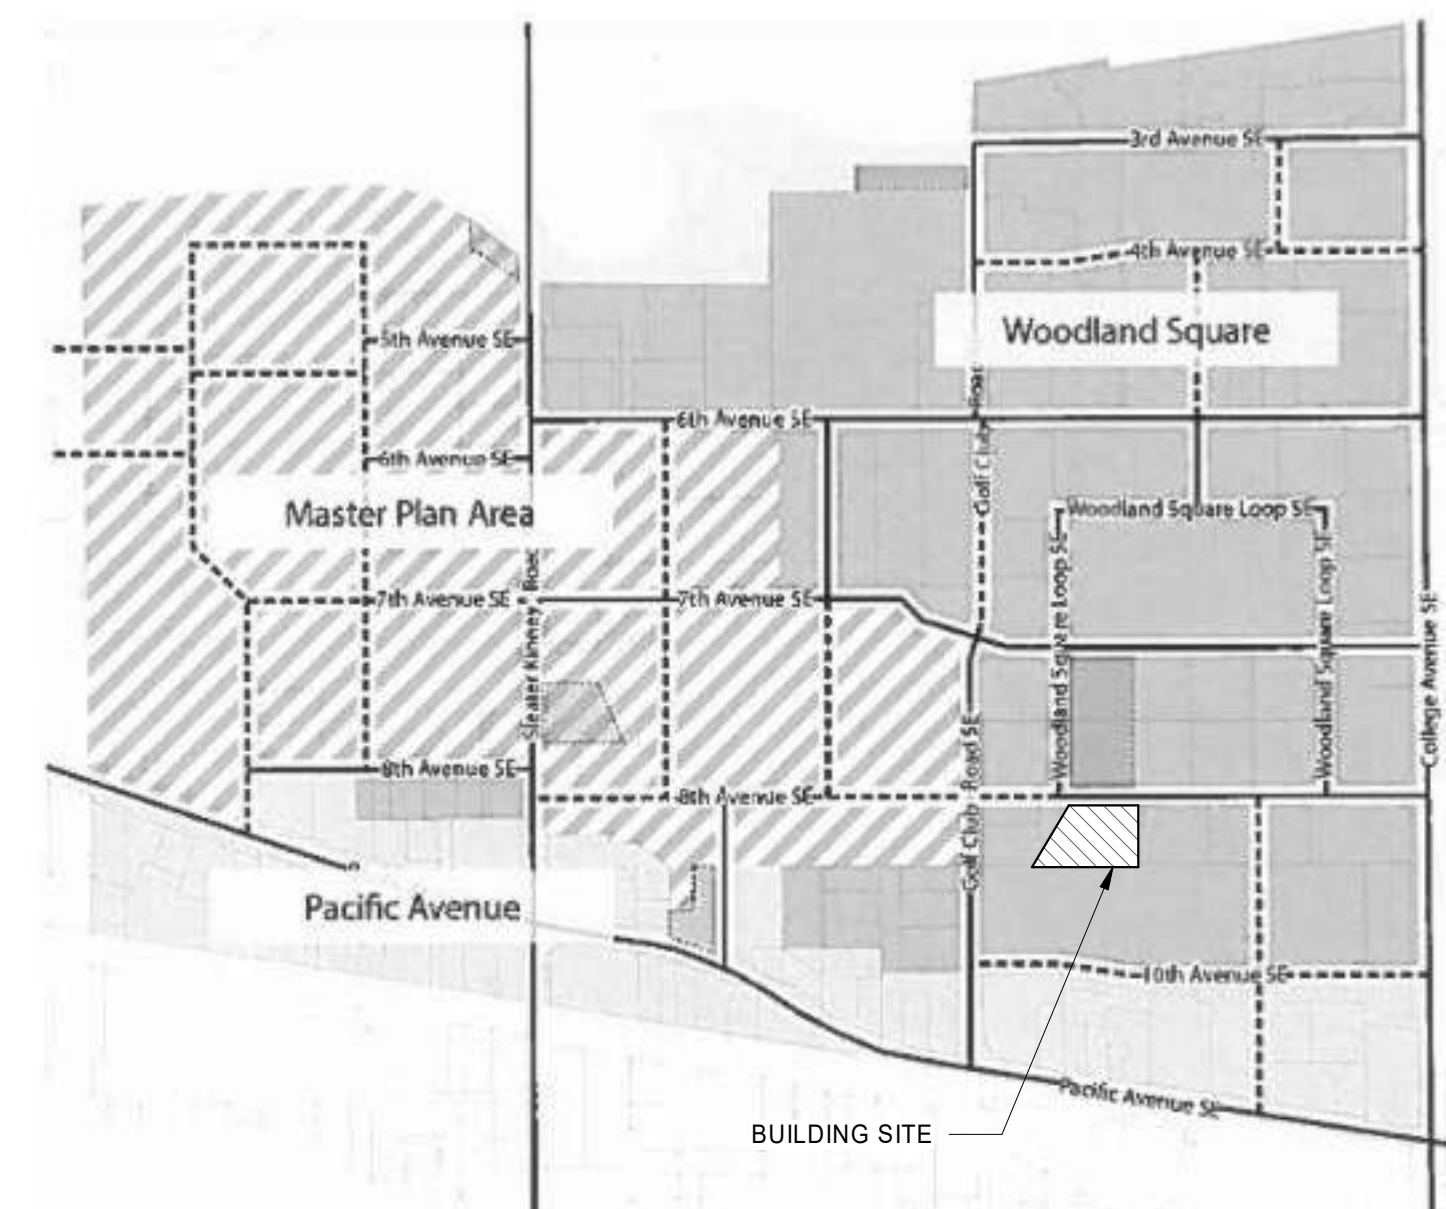 3rd Avenue SE
4th Avenue SE
Woodland Square
5th Avenue SE
Road
6th Avenue SE
Golf Club
6th Avenue SE
Master Plan Area
Woodland Square Loop SE
Sleater Kinney Road
Woodland Square Loop SE
Woodland Square Loop SE
College Avenue SE
7th Avenue SE
7th Avenue SE
8th Avenue SE
8th Avenue SE
Golf Club Road SE
Pacific Avenue
10th Avenue SE
Pacific Avenue SE
BUILDING SITE